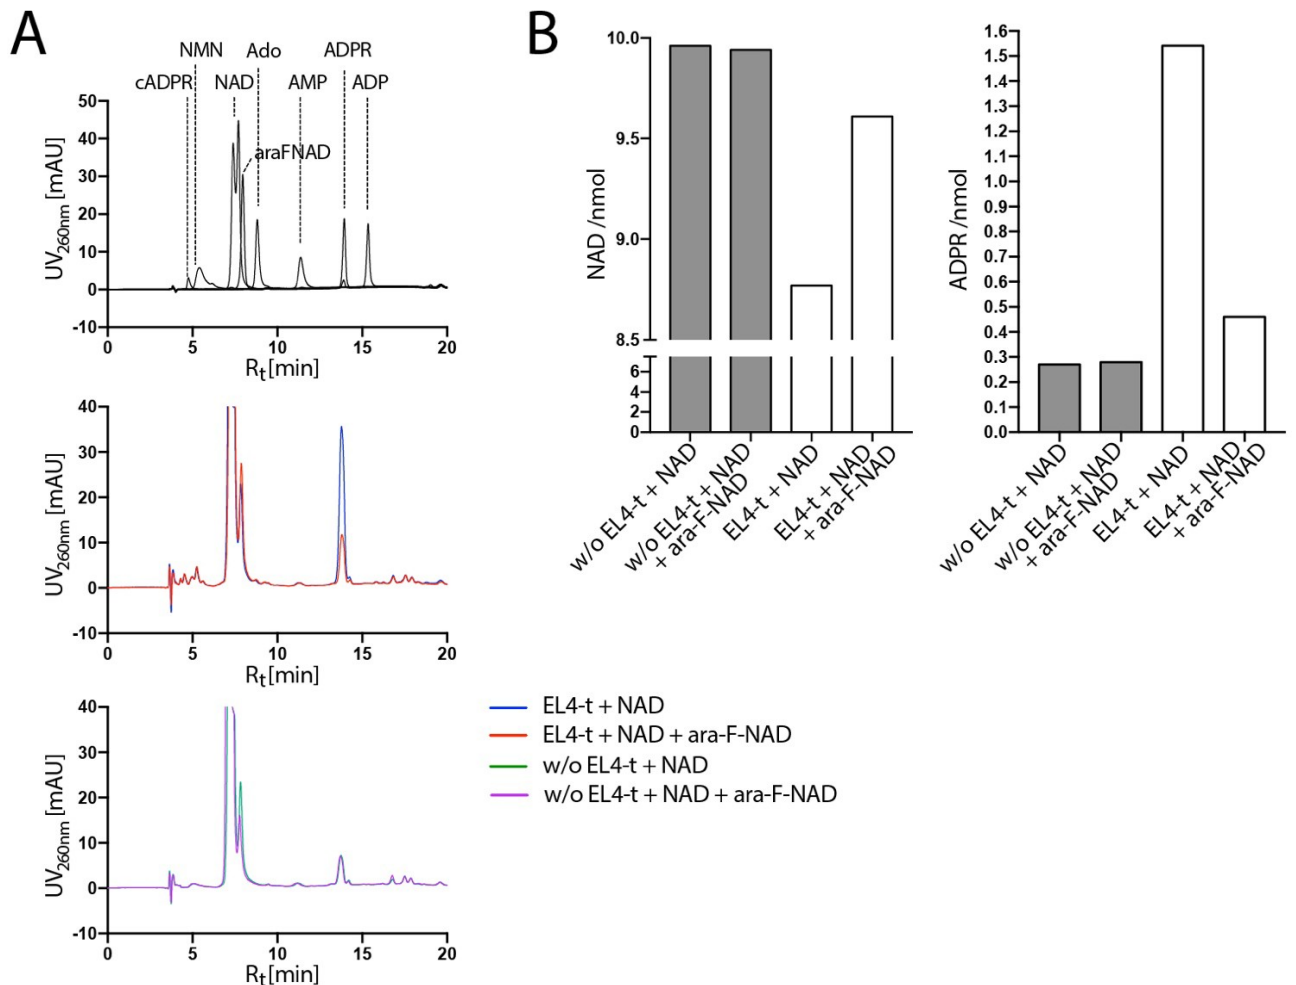 A
NMN
Ado
ADPR
cADPR
NAD
AMP
ADP
araFNAD
50
40
30
20
10
0
-10
UV260nm [mAU]
0
5
10
15
20
Rt[min]
40
30
20
10
0
-10
UV260nm [mAU]
0
5
10
15
20
Rt[min]
40
30
20
10
0
-10
UV260nm [mAU]
0
5
10
15
20
Rt[min]
EL4-t + NAD
EL4-t + NAD + ara-F-NAD
w/o EL4-t + NAD
w/o EL4-t + NAD + ara-F-NAD
B
10.0
9.5
9.0
8.5
6
4
2
0
NAD /nmol
w/o EL4-t + NAD
w/o EL4-t + NAD
+ ara-F-NAD
EL4-t + NAD
EL4-t + NAD
+ ara-F-NAD
1.6
1.5
1.4
1.3
1.2
1.1
1.0
0.9
0.8
0.7
0.6
0.5
0.4
0.3
0.2
0.1
0.0
ADPR /nmol
w/o EL4-t + NAD
w/o EL4-t + NAD
+ ara-F-NAD
EL4-t + NAD
EL4-t + NAD
+ ara-F-NAD